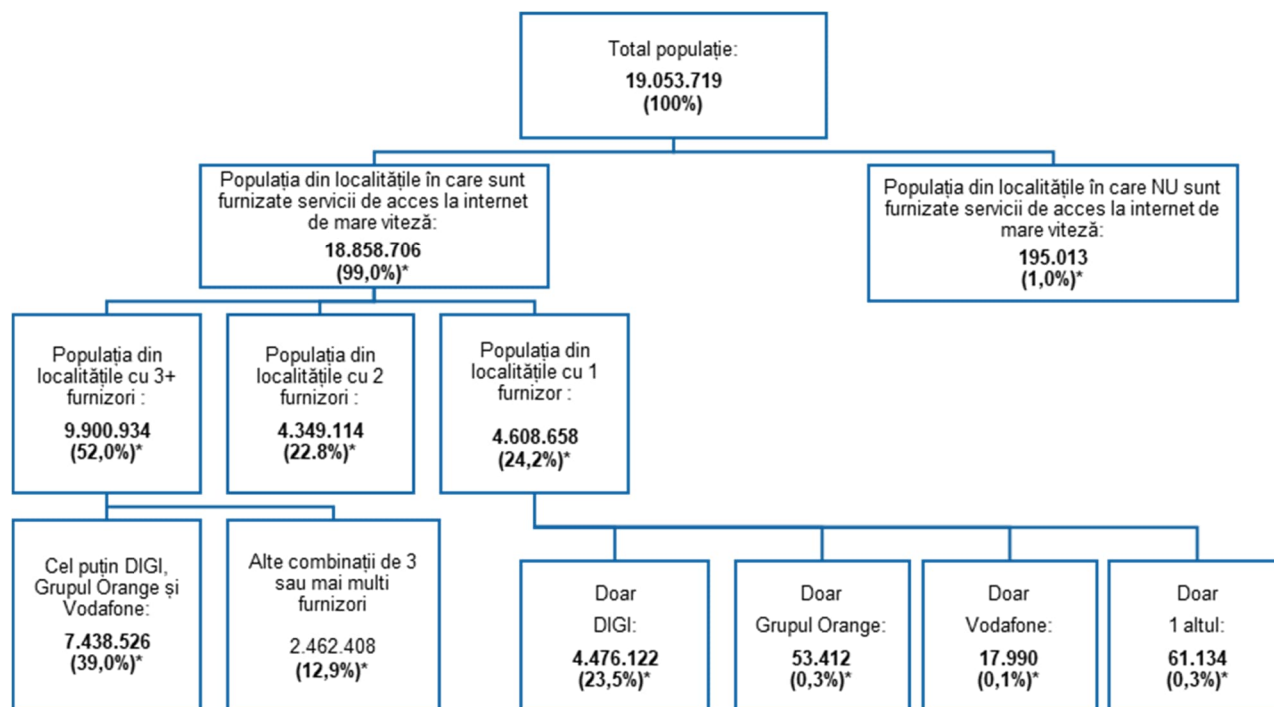 Total populație:
19.053.719
(100%)
Populația din localitățile în care sunt
furnizate servicii de acces la internet
de mare viteză:
18.858.706
(99,0%)*
Populația din localitățile în care NU sunt
furnizate servicii de acces la internet de
mare viteză:
195.013
(1,0%)*
Populația din
localitățile cu 3+
furnizori :
9.900.934
(52,0%)*
Populația din
localitățile cu 2
furnizori :
4.349.114
(22.8%)*
Populația din
localitățile cu 1
furnizor :
4.608.658
(24,2%)*
Cel puțin DIGI,
Grupul Orange și
Vodafone:
7.438.526
(39,0%)*
Alte combinații de 3
sau mai multi
furnizori
2.462.408
(12,9%)*
Doar
DIGI:
4.476.122
(23,5%)*
Doar
Grupul Orange:
53.412
(0,3%)*
Doar
Vodafone:
17.990
(0,1%)*
Doar
1 altul:
61.134
(0,3%)*